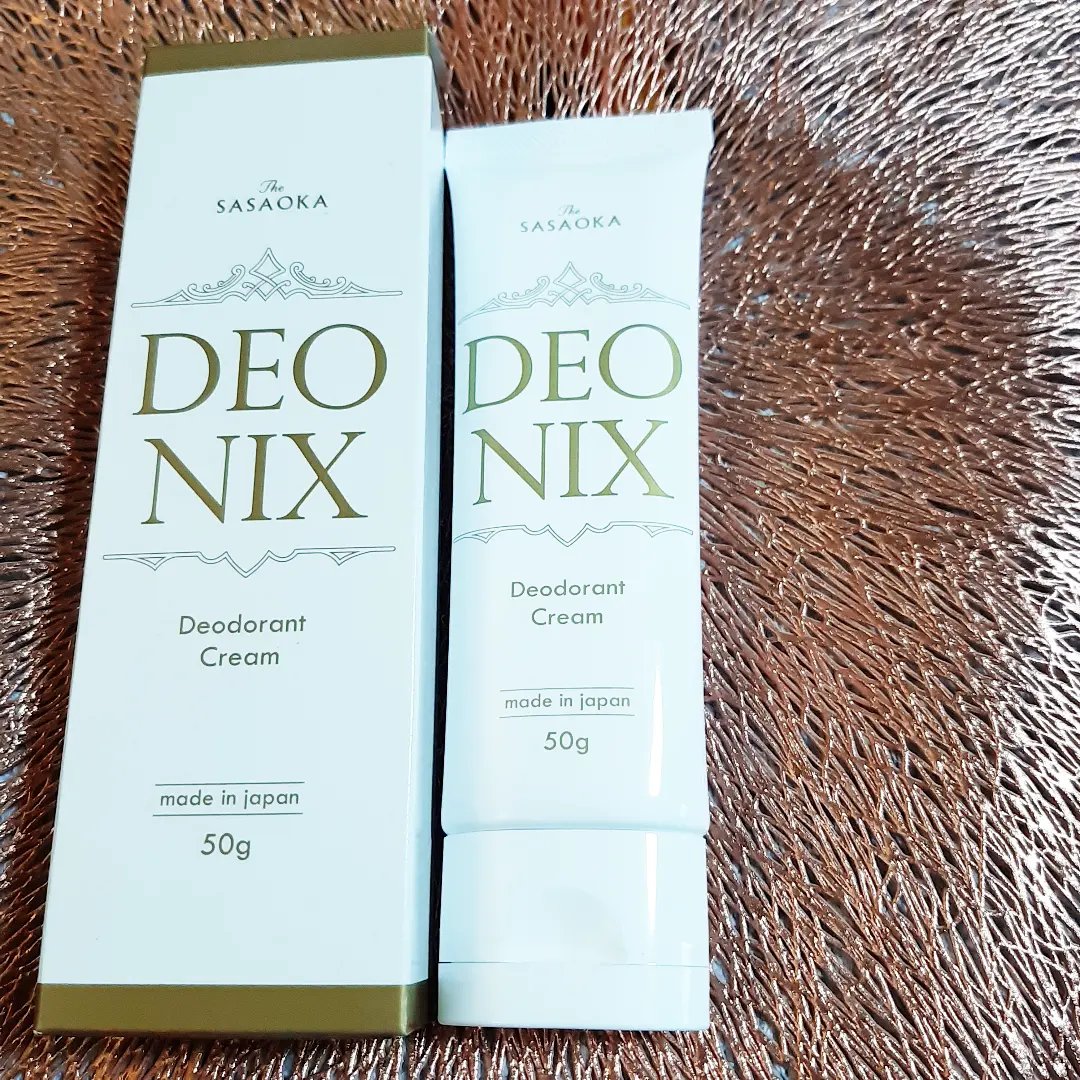 The
SASAOKA
DEO
NIX
Deodorant
Cream
made in japan
50g
The
SASAOKA
DEO
NIX
Deodorant
Cream
made in japan
50g